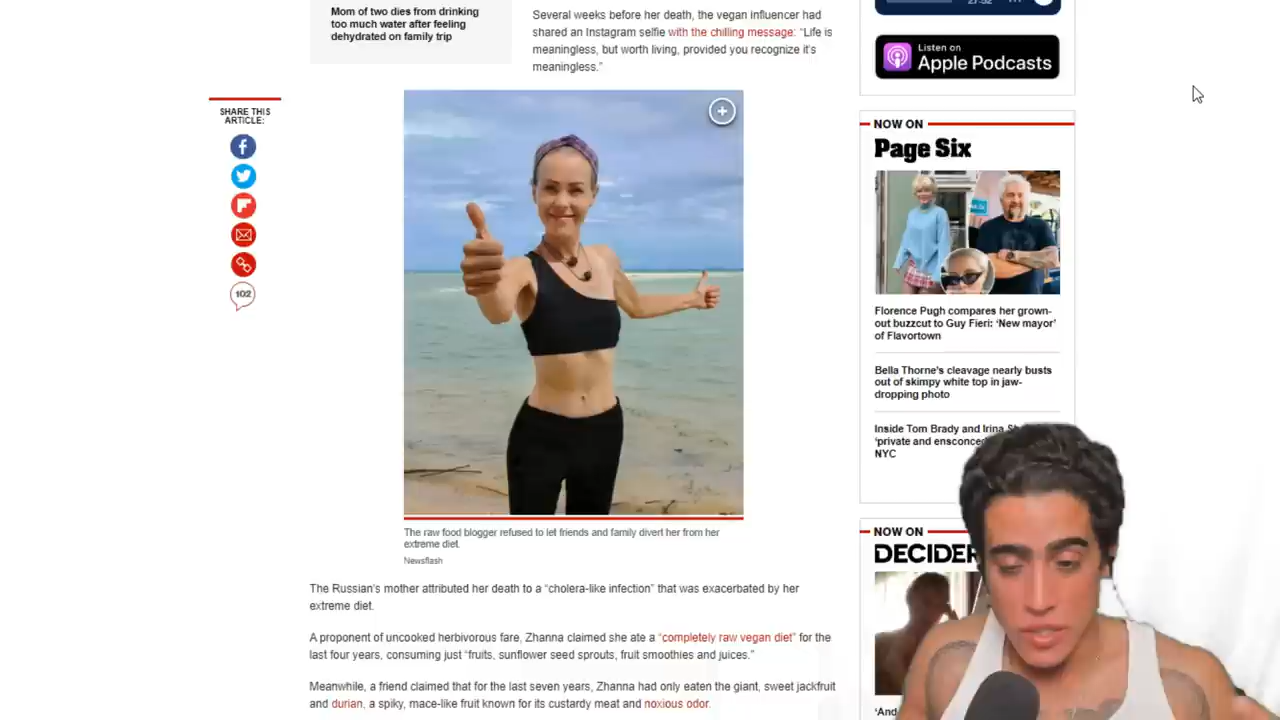 Mom of two dies from drinking
too much water after feeling
dehydrated on family trip
Several weeks before her death, the vegan influencer had
shared an Instagram selfie with the chilling message: “Life is
meaningless, but worth living, provided you recognize it’s
meaningless.”
SHARE THIS
ARTICLE:
102
The raw food blogger refused to let friends and family divert her from her
extreme diet.
Newsflash
The Russian’s mother attributed her death to a “cholera-like infection” that was exacerbated by her
extreme diet.
A proponent of uncooked herbivorous fare, Zhanna claimed she ate a “completely raw vegan diet” for the
last four years, consuming just “fruits, sunflower seed sprouts, fruit smoothies and juices.”
Meanwhile, a friend claimed that for the last seven years, Zhanna had only eaten the giant, sweet jackfruit
and durian, a spiky, mace-like fruit known for its custardy meat and noxious odor.
27:52
Listen on
Apple Podcasts
NOW ON
Page Six
Florence Pugh compares her grown-
out buzzcut to Guy Fieri: ‘New mayor’
of Flavortown
Bella Thorne’s cleavage nearly busts
out of skimpy white top in jaw-
dropping photo
Inside Tom Brady and Irina
‘private and ensconced
NYC
NOW ON
DECIDER
‘And